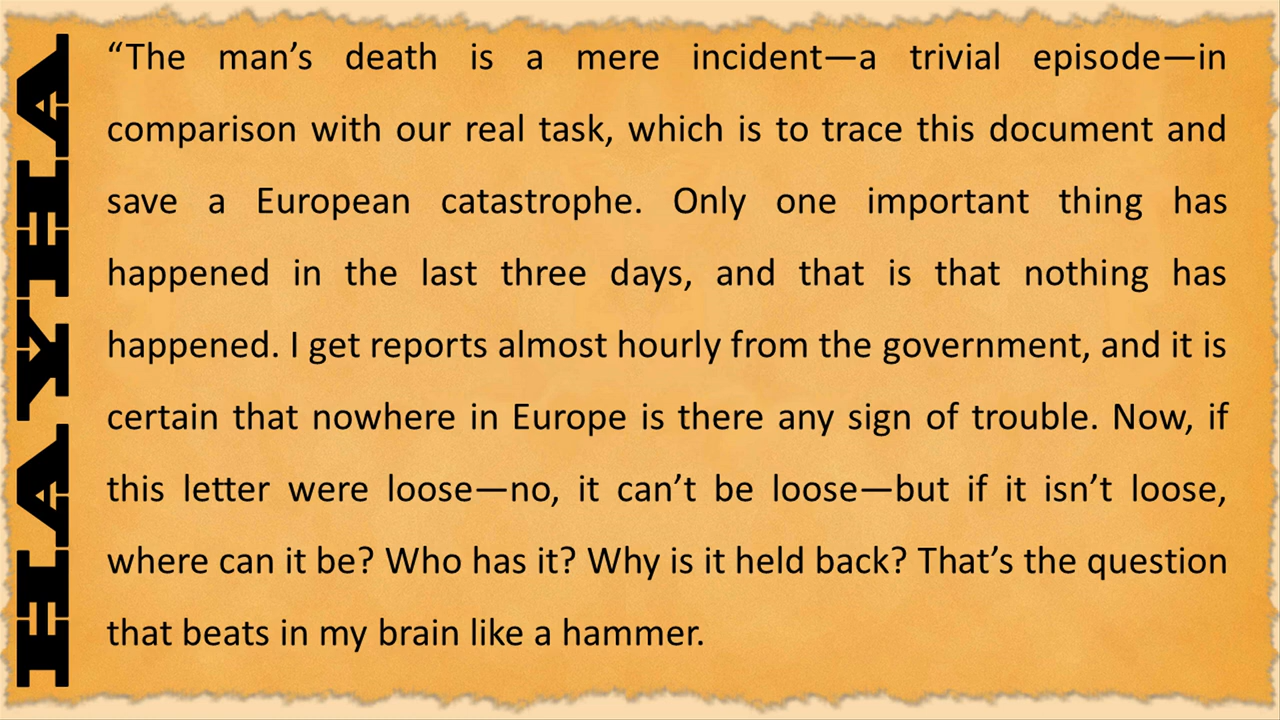 HAYHA
“The man’s death is a mere incident—a trivial episode—in
comparison with our real task, which is to trace this document and
save a European catastrophe. Only one important thing has
happened in the last three days, and that is that nothing has
happened. I get reports almost hourly from the government, and it is
certain that nowhere in Europe is there any sign of trouble. Now, if
this letter were loose—no, it can’t be loose—but if it isn’t loose,
where can it be? Who has it? Why is it held back? That’s the question
that beats in my brain like a hammer.